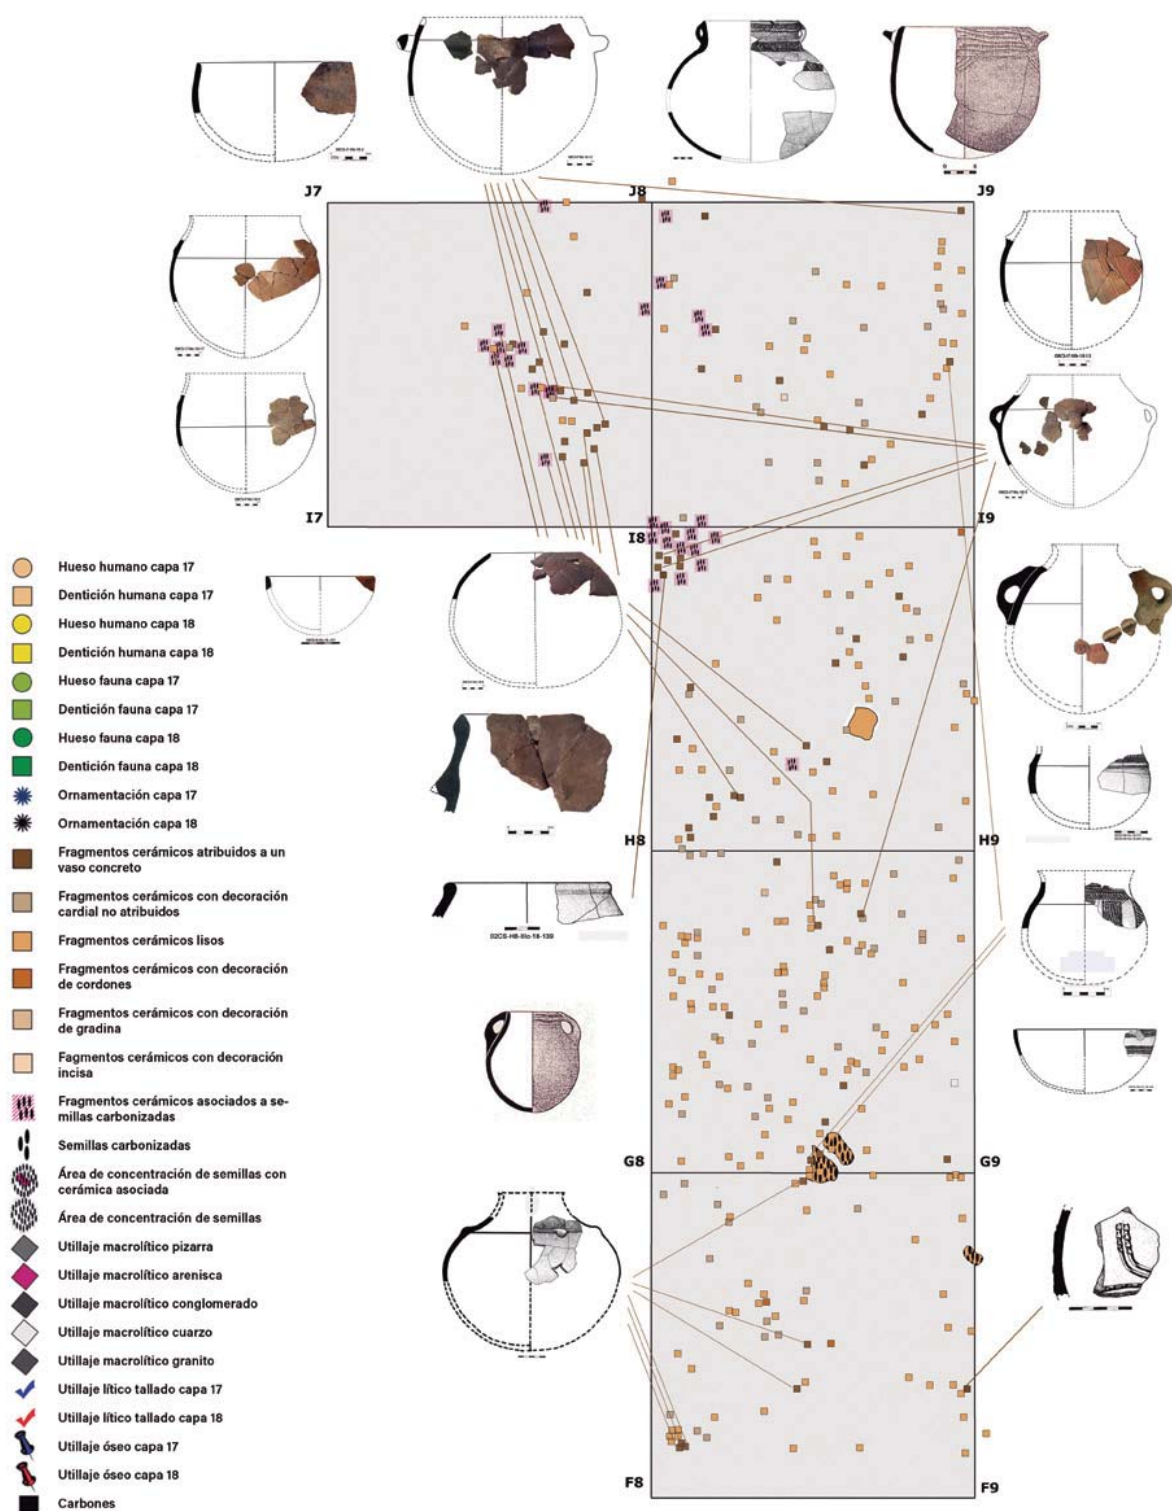 J7
J8
J9
I7
I8
I9
Hueso humano capa 17
Dentición humana capa 17
Hueso humano capa 18
Dentición humana capa 18
Hueso fauna capa 17
Dentición fauna capa 17
Hueso fauna capa 18
Dentición fauna capa 18
Ornamentación capa 17
Ornamentación capa 18
Fragmentos cerámicos atribuidos a un
vaso concreto
Fragmentos cerámicos con decoración
cardial no atribuidos
Fragmentos cerámicos lisos
Fragmentos cerámicos con decoración
de cordones
Fragmentos cerámicos con decoración
de gradina
Fagmentos cerámicos con decoración
incisa
Fragmentos cerámicos asociados a se-
millas carbonizadas
Semillas carbonizadas
Área de concentración de semillas con
cerámica asociada
Área de concentración de semillas
Utillaje macrolítico pizarra
Utillaje macrolítico arenisca
Utillaje macrolítico conglomerado
Utillaje macrolítico cuarzo
Utillaje macrolítico granito
Utillaje lítico tallado capa 17
Utillaje lítico tallado capa 18
Utillaje óseo capa 17
Utillaje óseo capa 18
Carbones
H8
H9
02CS-H8-IIIo-18-139
G8
G9
F8
F9